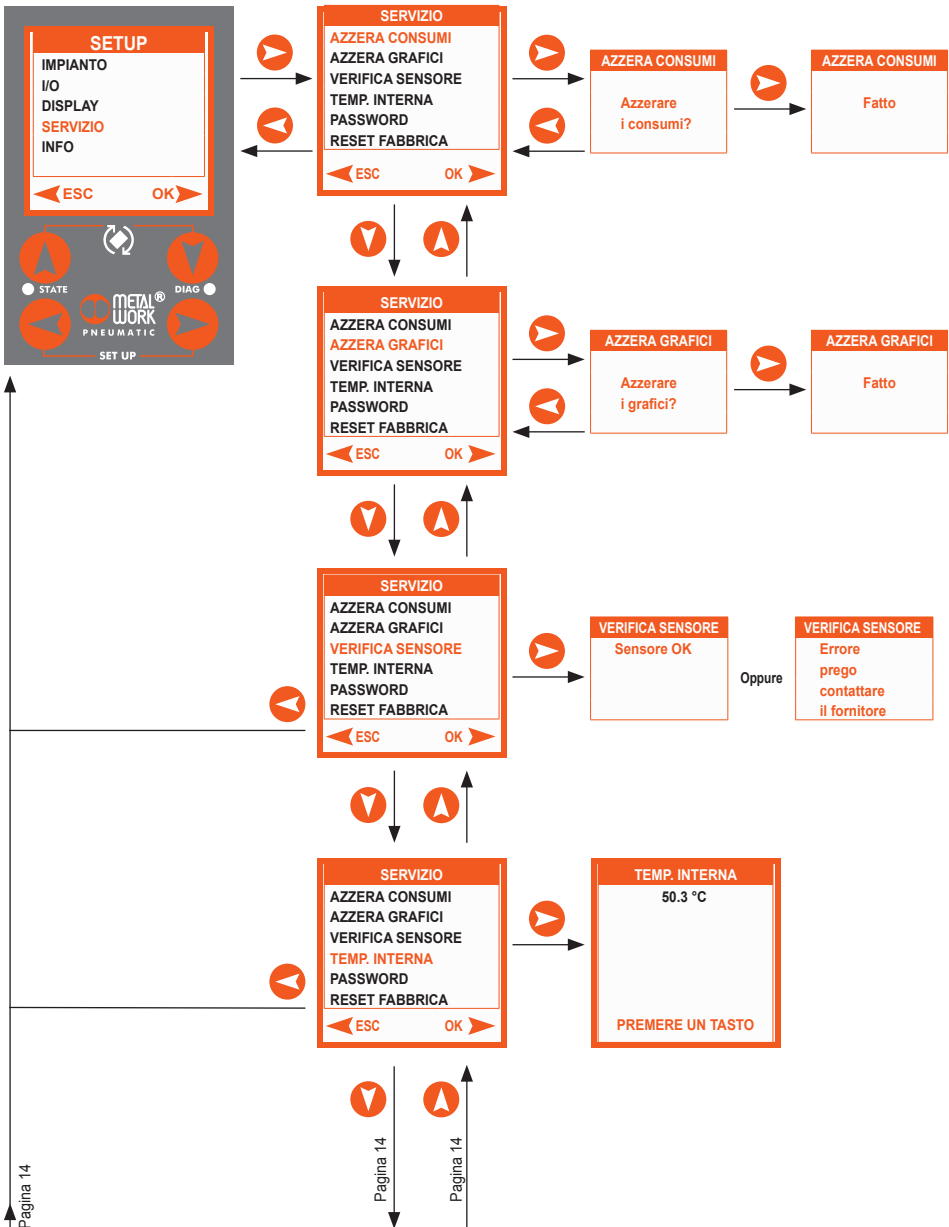 SETUP
IMPIANTO
I/O
DISPLAY
SERVIZIO
INFO
ESC OK
STATE
DIAG
METAL WORK®
PNEUMATIC
SET UP
SERVIZIO
AZZERA CONSUMI
AZZERA GRAFICI
VERIFICA SENSORE
TEMP. INTERNA
PASSWORD
RESET FABBRICA
ESC OK
AZZERA CONSUMI
Azzerare
i consumi?
AZZERA CONSUMI
Fatto
SERVIZIO
AZZERA CONSUMI
AZZERA GRAFICI
VERIFICA SENSORE
TEMP. INTERNA
PASSWORD
RESET FABBRICA
ESC OK
AZZERA GRAFICI
Azzerare
i grafici?
AZZERA GRAFICI
Fatto
SERVIZIO
AZZERA CONSUMI
AZZERA GRAFICI
VERIFICA SENSORE
TEMP. INTERNA
PASSWORD
RESET FABBRICA
ESC OK
VERIFICA SENSORE
Sensore OK
Oppure
VERIFICA SENSORE
Errore
prego
contattare
il fornitore
SERVIZIO
AZZERA CONSUMI
AZZERA GRAFICI
VERIFICA SENSORE
TEMP. INTERNA
PASSWORD
RESET FABBRICA
ESC OK
TEMP. INTERNA
50.3 °C
PREMERE UN TASTO
Pagina 14
Pagina 14
Pagina 14